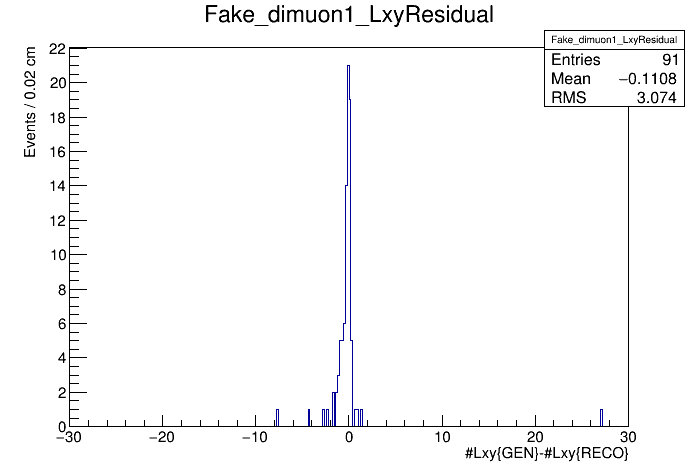 Fake_dimuon1_LxyResidual
Fake_dimuon1_LxyResidual
Entries 91
Mean −0.1108
RMS 3.074
Events / 0.02 cm
22
20
18
16
14
12
10
8
6
4
2
0
−30 −20 −10 0 10 20 30
#Lxy{GEN}-#Lxy{RECO}